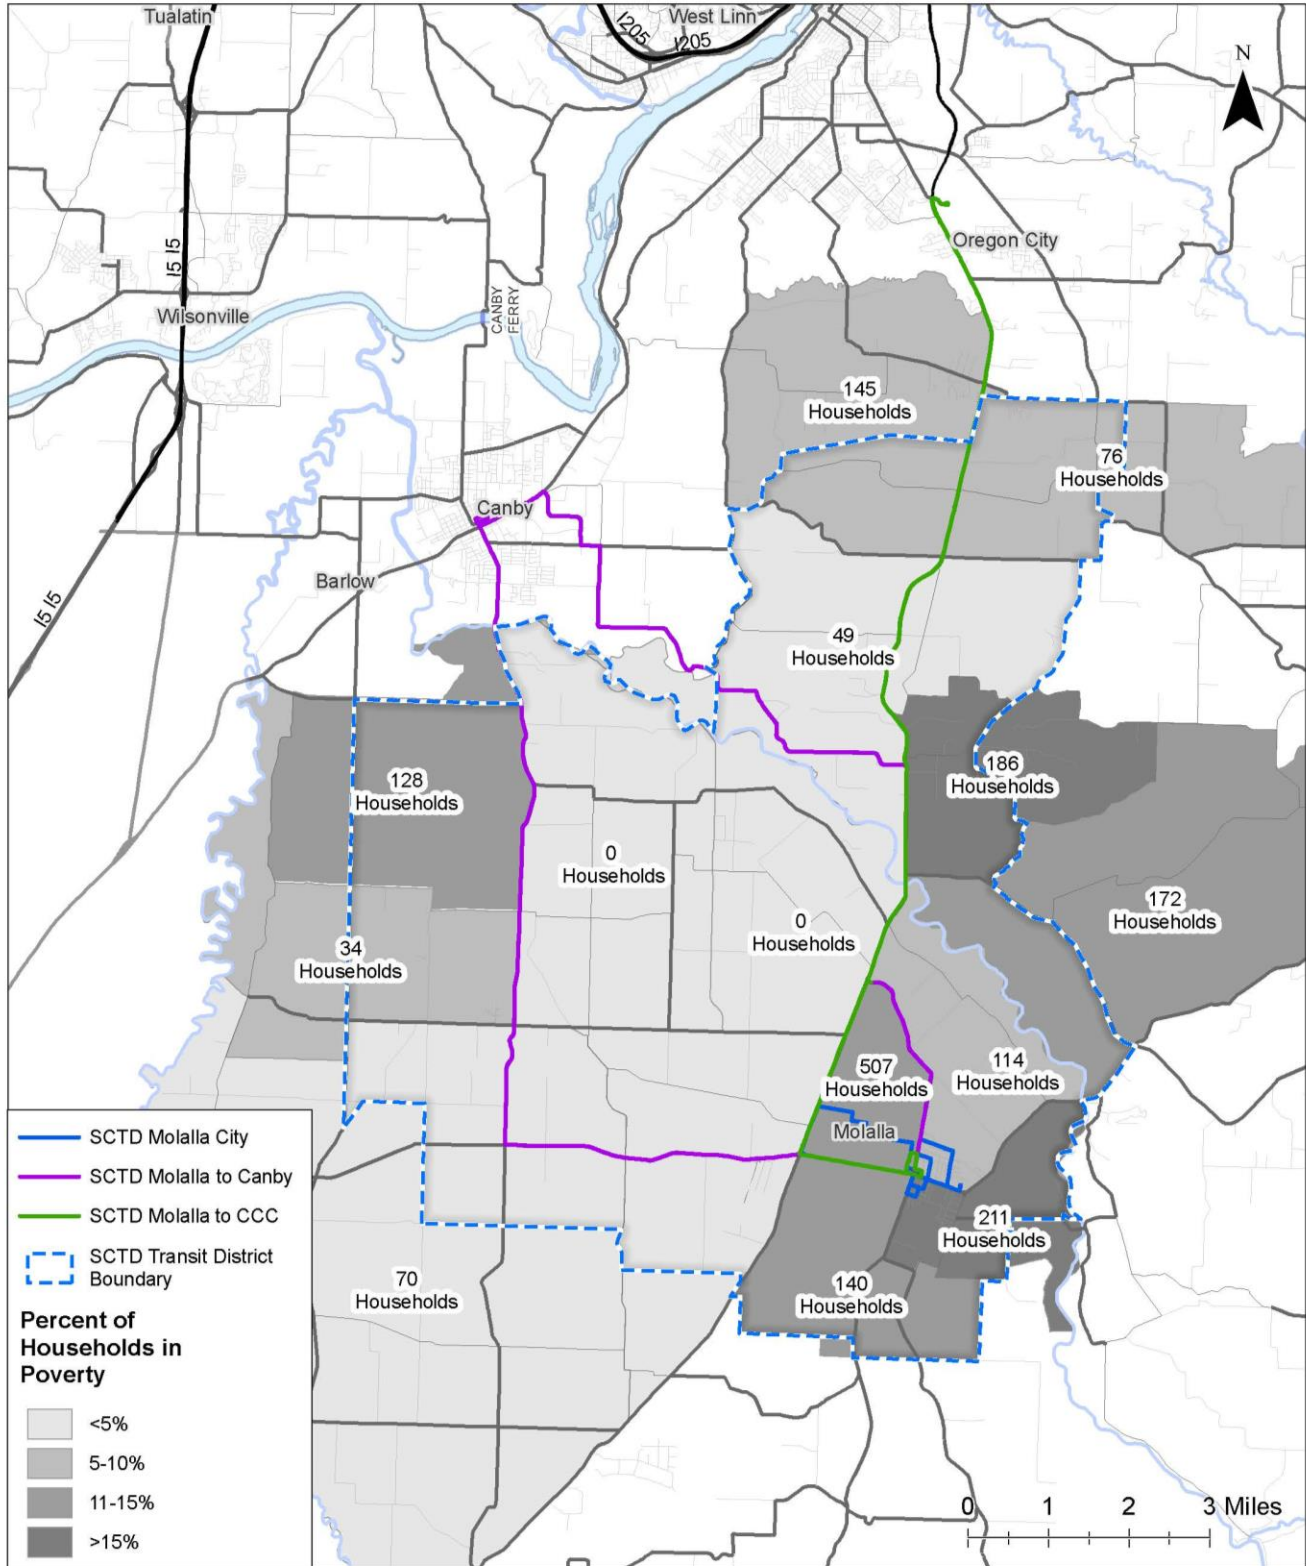 Tualatin
West Linn
I205
I205
N
Oregon City
I5 I5
CANBY
FERRY
Wilsonville
145
Households
76
Households
Canby
Barlow
I5 I5
49
Households
128
Households
186
Households
0
Households
172
Households
0
Households
34
Households
507
Households
114
Households
Molalla
211
Households
70
Households
140
Households
SCTD Molalla City
SCTD Molalla to Canby
SCTD Molalla to CCC
SCTD Transit District
Boundary
Percent of
Households in
Poverty
<5%
5-10%
11-15%
>15%
0 1 2 3 Miles